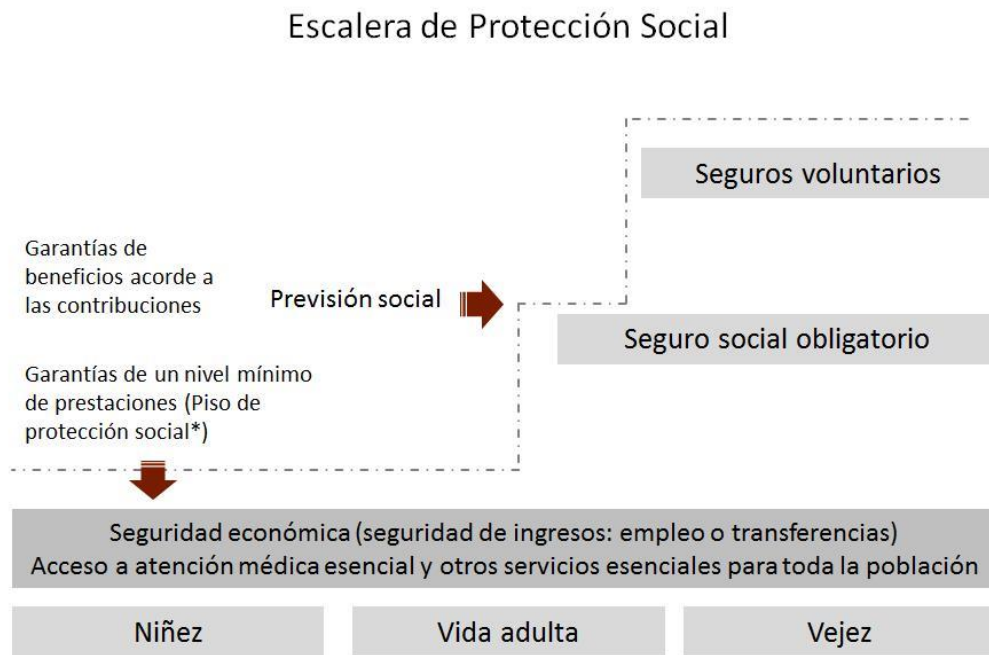 Escalera de Protección Social
Seguros voluntarios
Garantías de
beneficios acorde a
las contribuciones
Previsión social
Seguro social obligatorio
Garantías de un nivel mínimo
de prestaciones (Piso de
protección social*)
Seguridad económica (seguridad de ingresos: empleo o transferencias)
Acceso a atención médica esencial y otros servicios esenciales para toda la población
Niñez
Vida adulta
Vejez